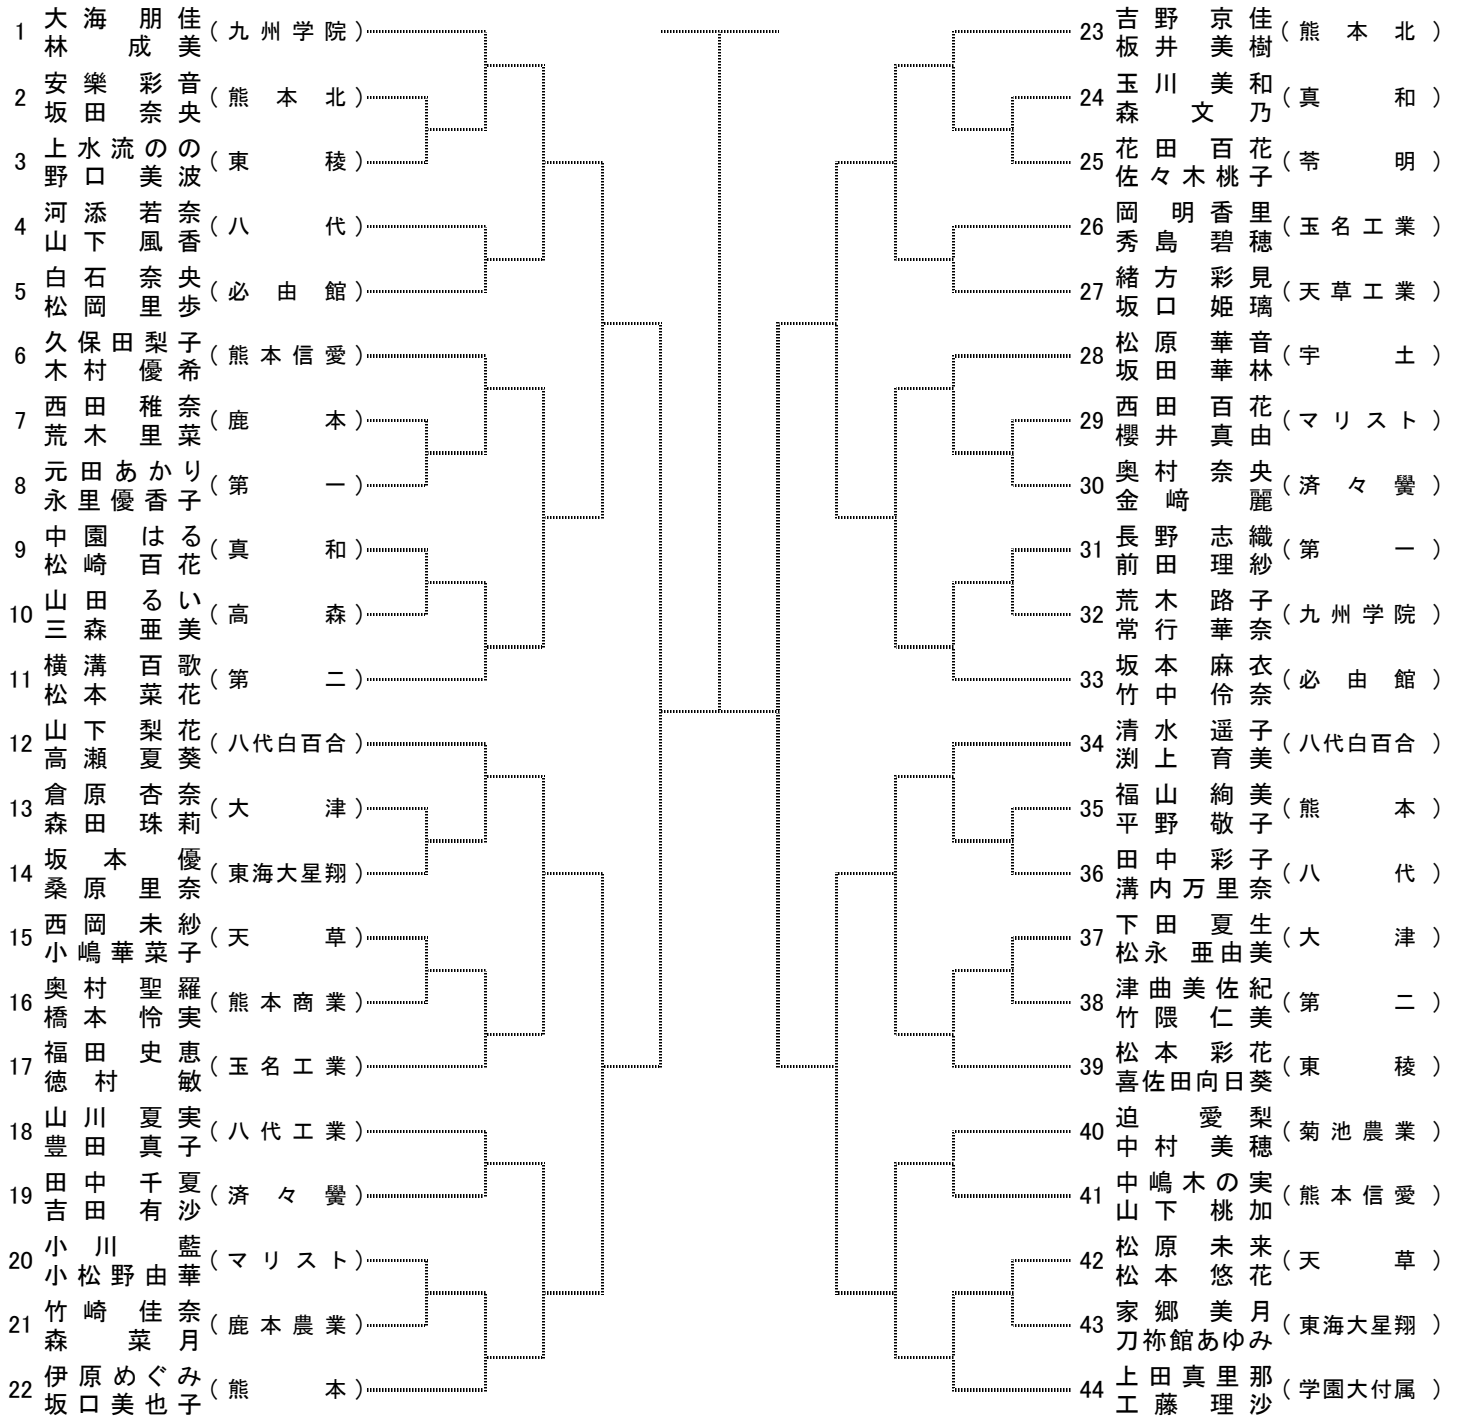 1 大海朋佳 (九州学院)
林成美
2 安樂彩音 (熊本北)
坂田奈央
3 上水流のの (東稜)
野口美波
4 河添若奈 (八代)
山下風香
5 白石奈央 (必由館)
松岡里歩
6 久保田梨子 (熊本信愛)
木村優希
7 西田稚奈 (鹿本)
荒木里菜
8 元田あかり (第一)
永里優香子
9 中園はる (真和)
松崎百花
10 山田るい (高森)
三森亜美
11 横溝百歌 (第二)
松本菜花
12 山下梨花 (八代白百合)
高瀬夏葵
13 倉原杏奈 (大津)
森田珠莉
14 坂本優 (東海大星翔)
桑原里奈
15 西岡未紗 (天草)
小嶋華菜子
16 奥村聖羅 (熊本商業)
橋本怜実
17 福田史恵 (玉名工業)
徳村敏
18 山川夏実 (八代工業)
豊田真子
19 田中千夏 (済々黌)
吉田有沙
20 小川藍 (マリスト)
小松野由華
21 竹崎佳奈 (鹿本農業)
森菜月
22 伊原めぐみ (熊本)
坂口美也子
23 吉野京佳 (熊本北)
板井美樹
24 玉川美和 (真和)
森文乃
25 花田百花 (苓明)
佐々木桃子
26 岡明香里 (玉名工業)
秀島碧穂
27 緒方彩見 (天草工業)
坂口姫璃
28 松原華音 (宇土)
坂田華林
29 西田百花 (マリスト)
櫻井真由
30 奥村奈央 (済々黌)
金﨑麗
31 長野志織 (第一)
前田理紗
32 荒木路子 (九州学院)
常行華奈
33 坂本麻衣 (必由館)
竹中伶奈
34 清水遥子 (八代白百合)
渕上育美
35 福山絢美 (熊本)
平野敬子
36 田中彩子 (八代)
溝内万里奈
37 下田夏生 (大津)
松永亜由美
38 津曲美佐紀 (第二)
竹隈仁美
39 松本彩花 (東稜)
喜佐田向日葵
40 迫愛梨 (菊池農業)
中村美穂
41 中嶋木の実 (熊本信愛)
山下桃加
42 松原未来 (天草)
松本悠花
43 家郷美月 (東海大星翔)
刀祢館あゆみ
44 上田真里那 (学園大付属)
工藤理沙